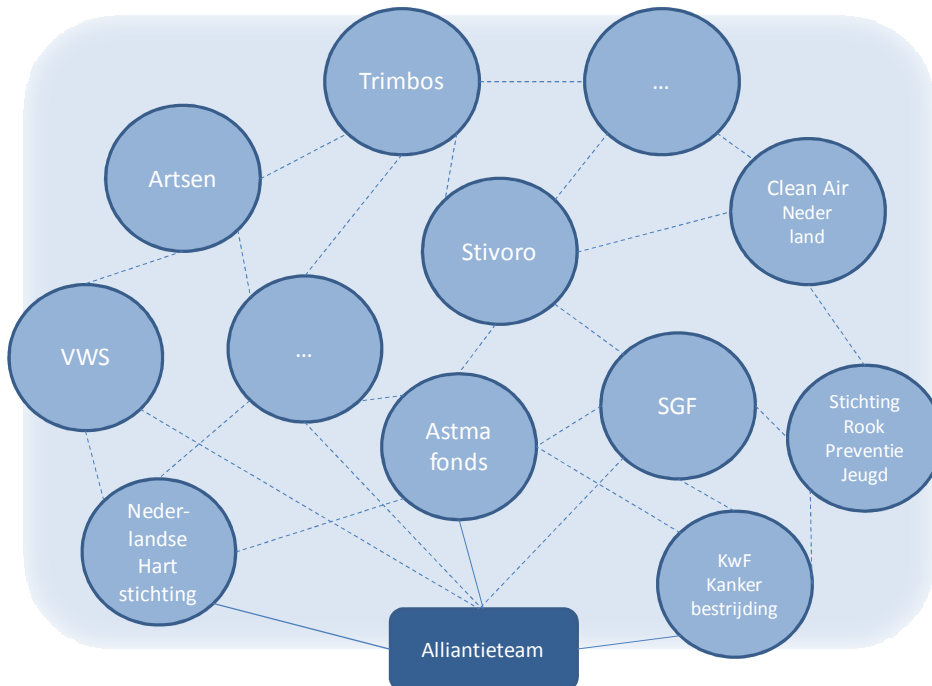 Trimbos
...
Artsen
Clean Air
Neder
land
Stivoro
VWS
...
SGF
Stichting
Rook
Preventie
Jeugd
Astma
fonds
Neder-
landse
Hart
stichting
KwF
Kanker
bestrijding
Alliantieteam